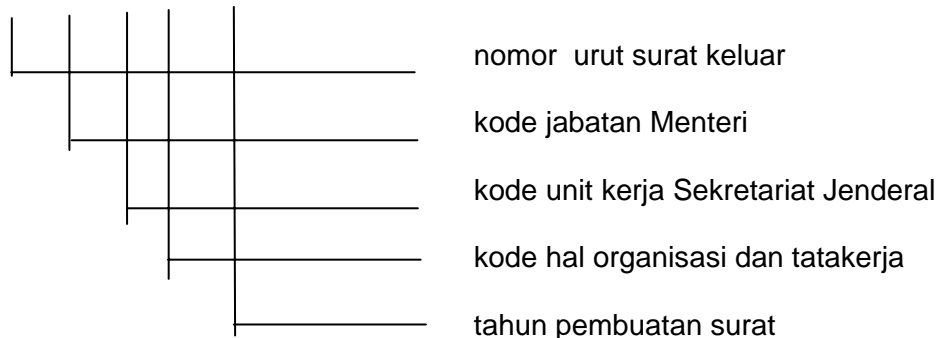 nomor urut surat keluar
kode jabatan Menteri
kode unit kerja Sekretariat Jenderal
kode hal organisasi dan tatakerja
tahun pembuatan surat